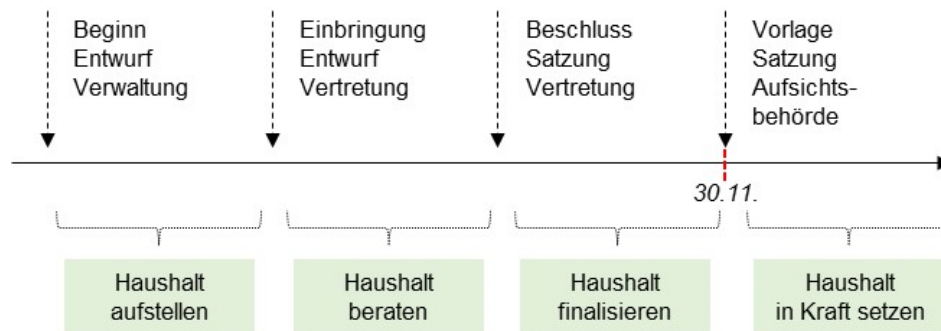 Beginn
Entwurf
Verwaltung
Einbringung
Entwurf
Vertretung
Beschluss
Satzung
Vertretung
Vorlage
Satzung
Aufsichts-
behörde
30.11.
Haushalt
aufstellen
Haushalt
beraten
Haushalt
finalisieren
Haushalt
in Kraft setzen